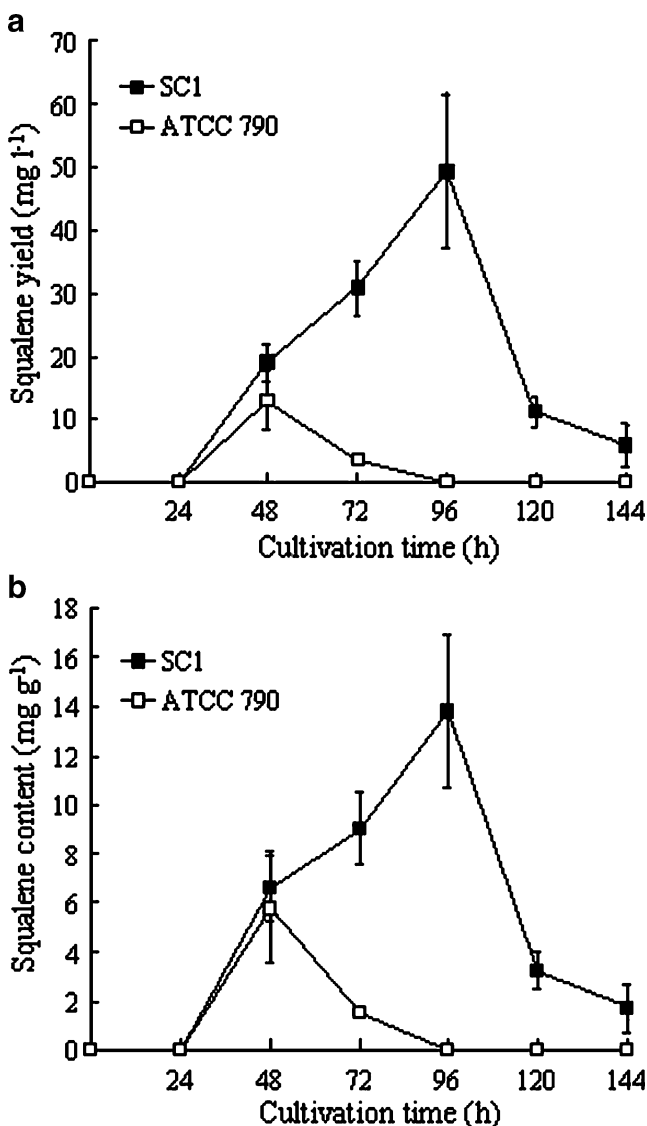 a
70
60
50
40
30
20
10
0
Squalene yield (mg l-1)
SC1
ATCC 790
24 48 72 96 120 144
Cultivation time (h)
b
18
16
14
12
10
8
6
4
2
0
Squalene content (mg g-1)
SC1
ATCC 790
24 48 72 96 120 144
Cultivation time (h)